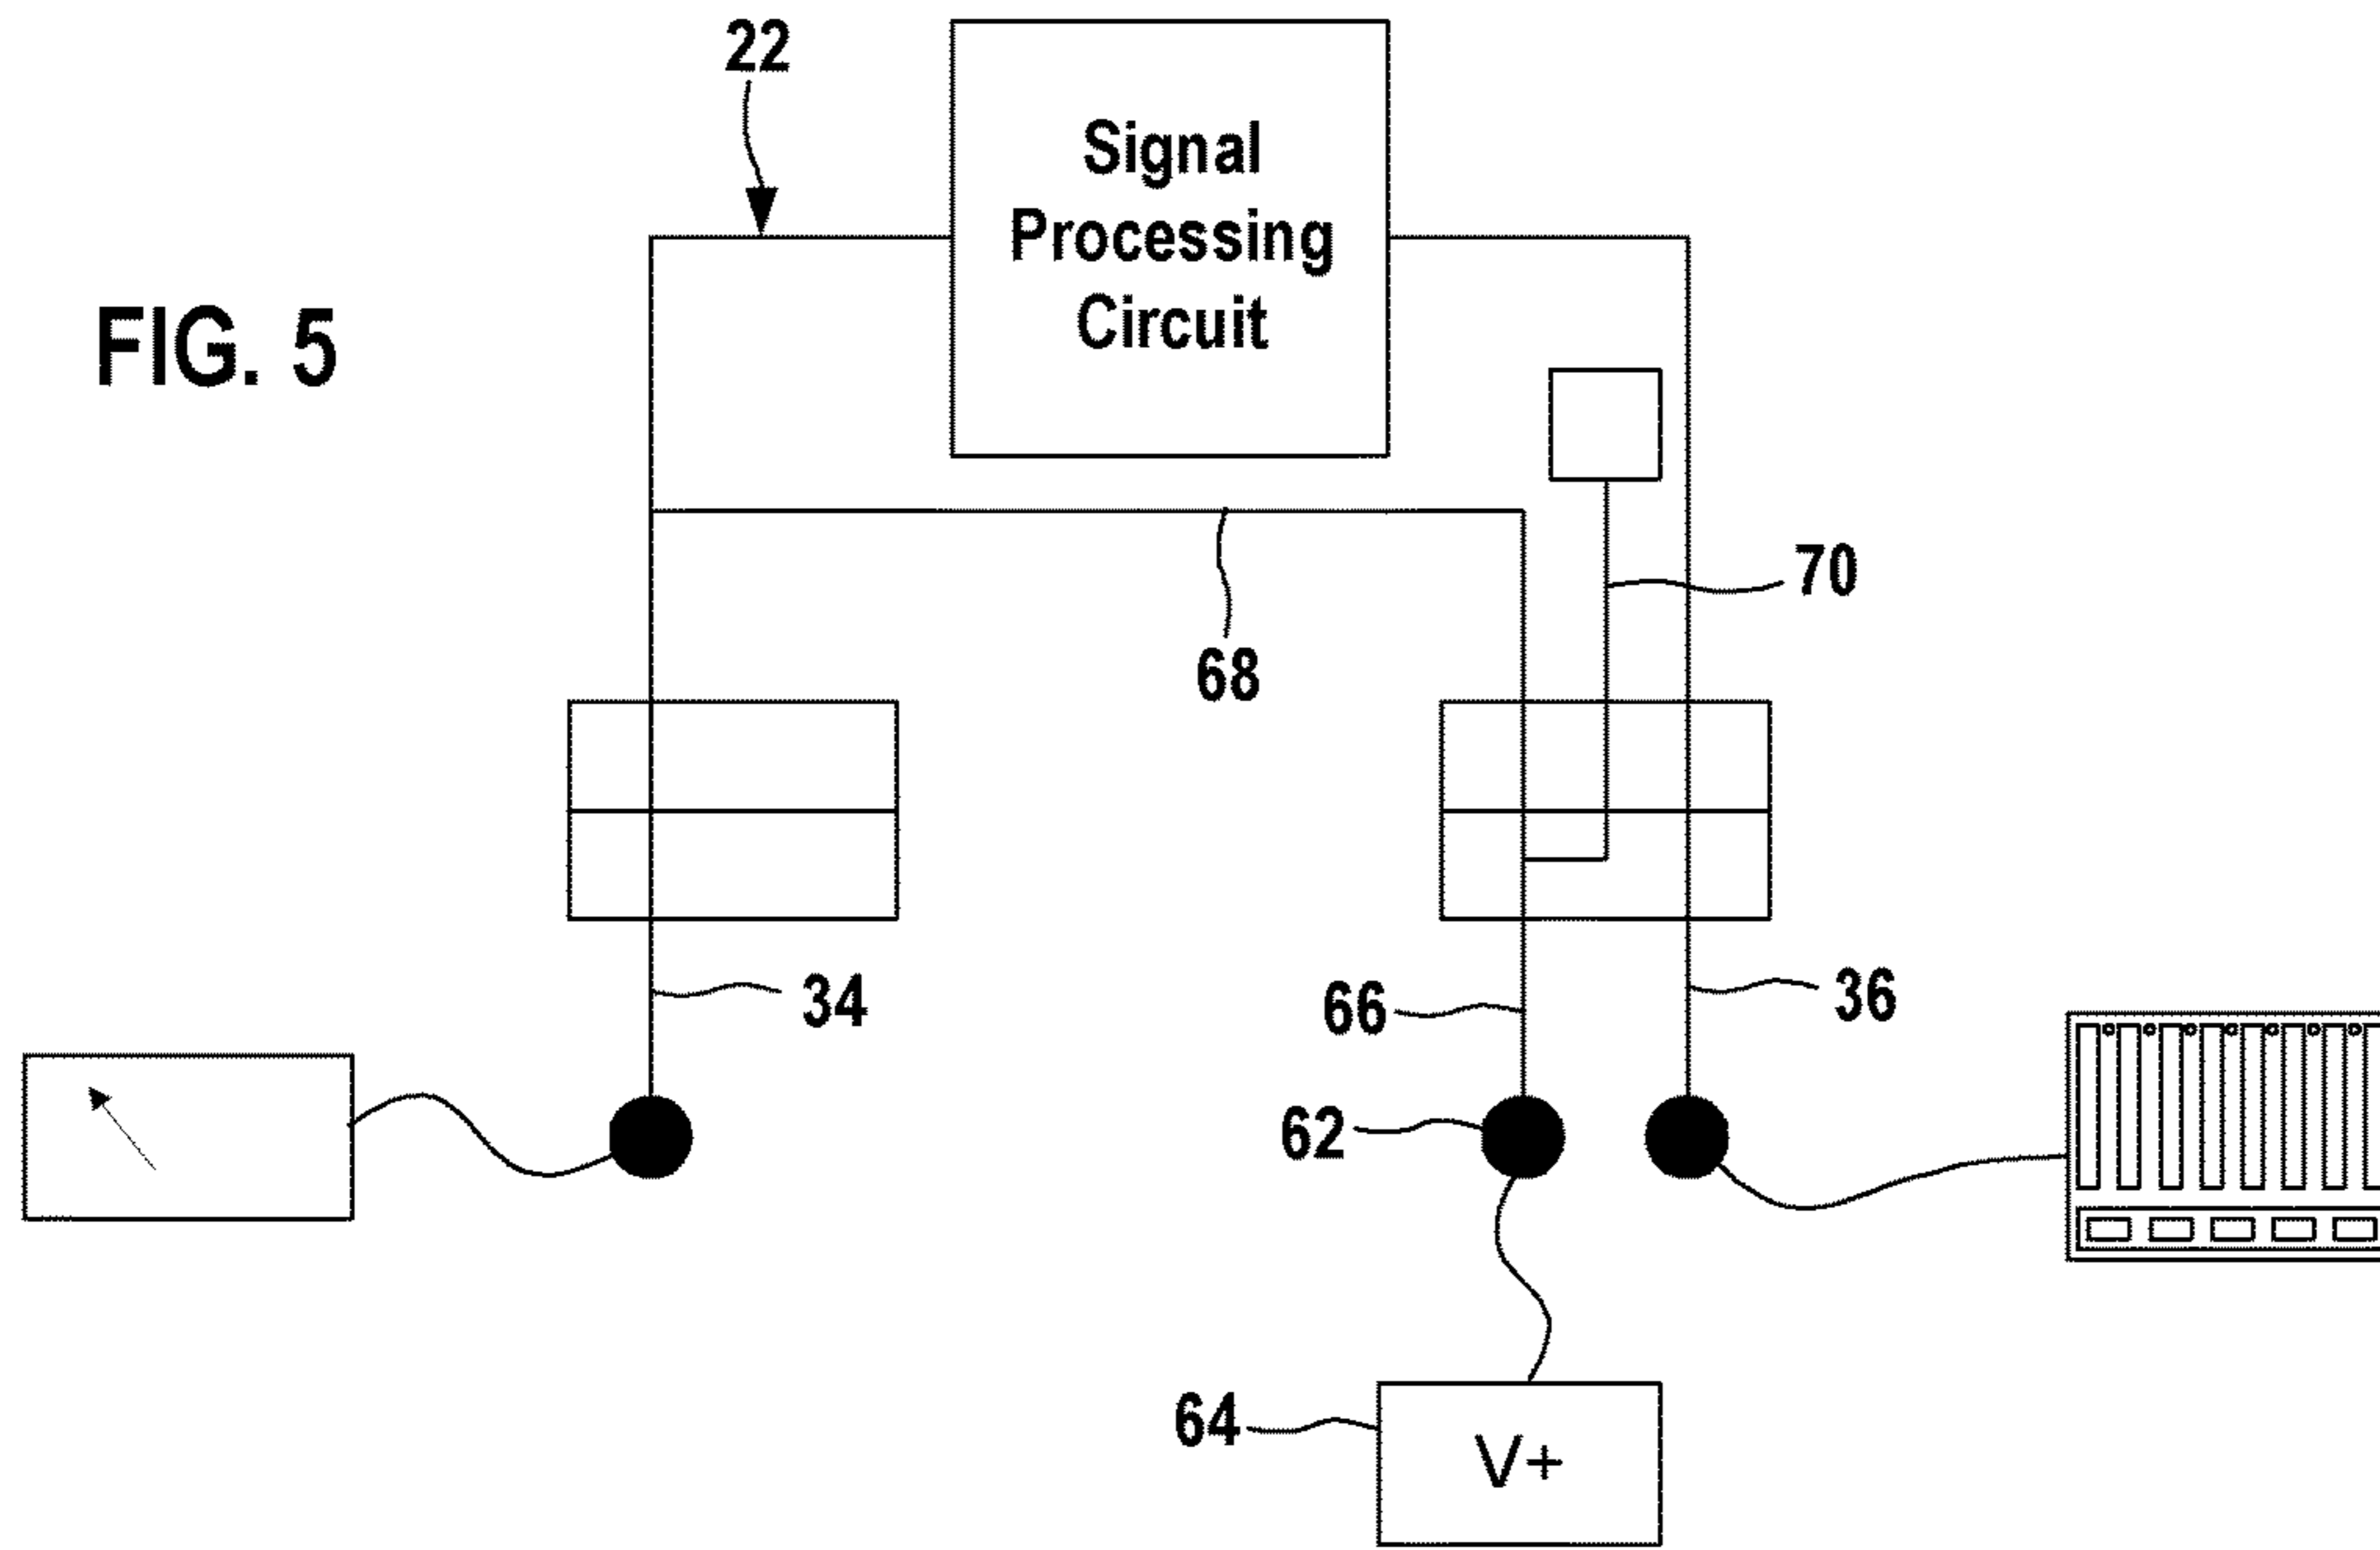 22
Signal
Processing
Circuit
FIG. 5
70
68
34
66
36
62
64
V+